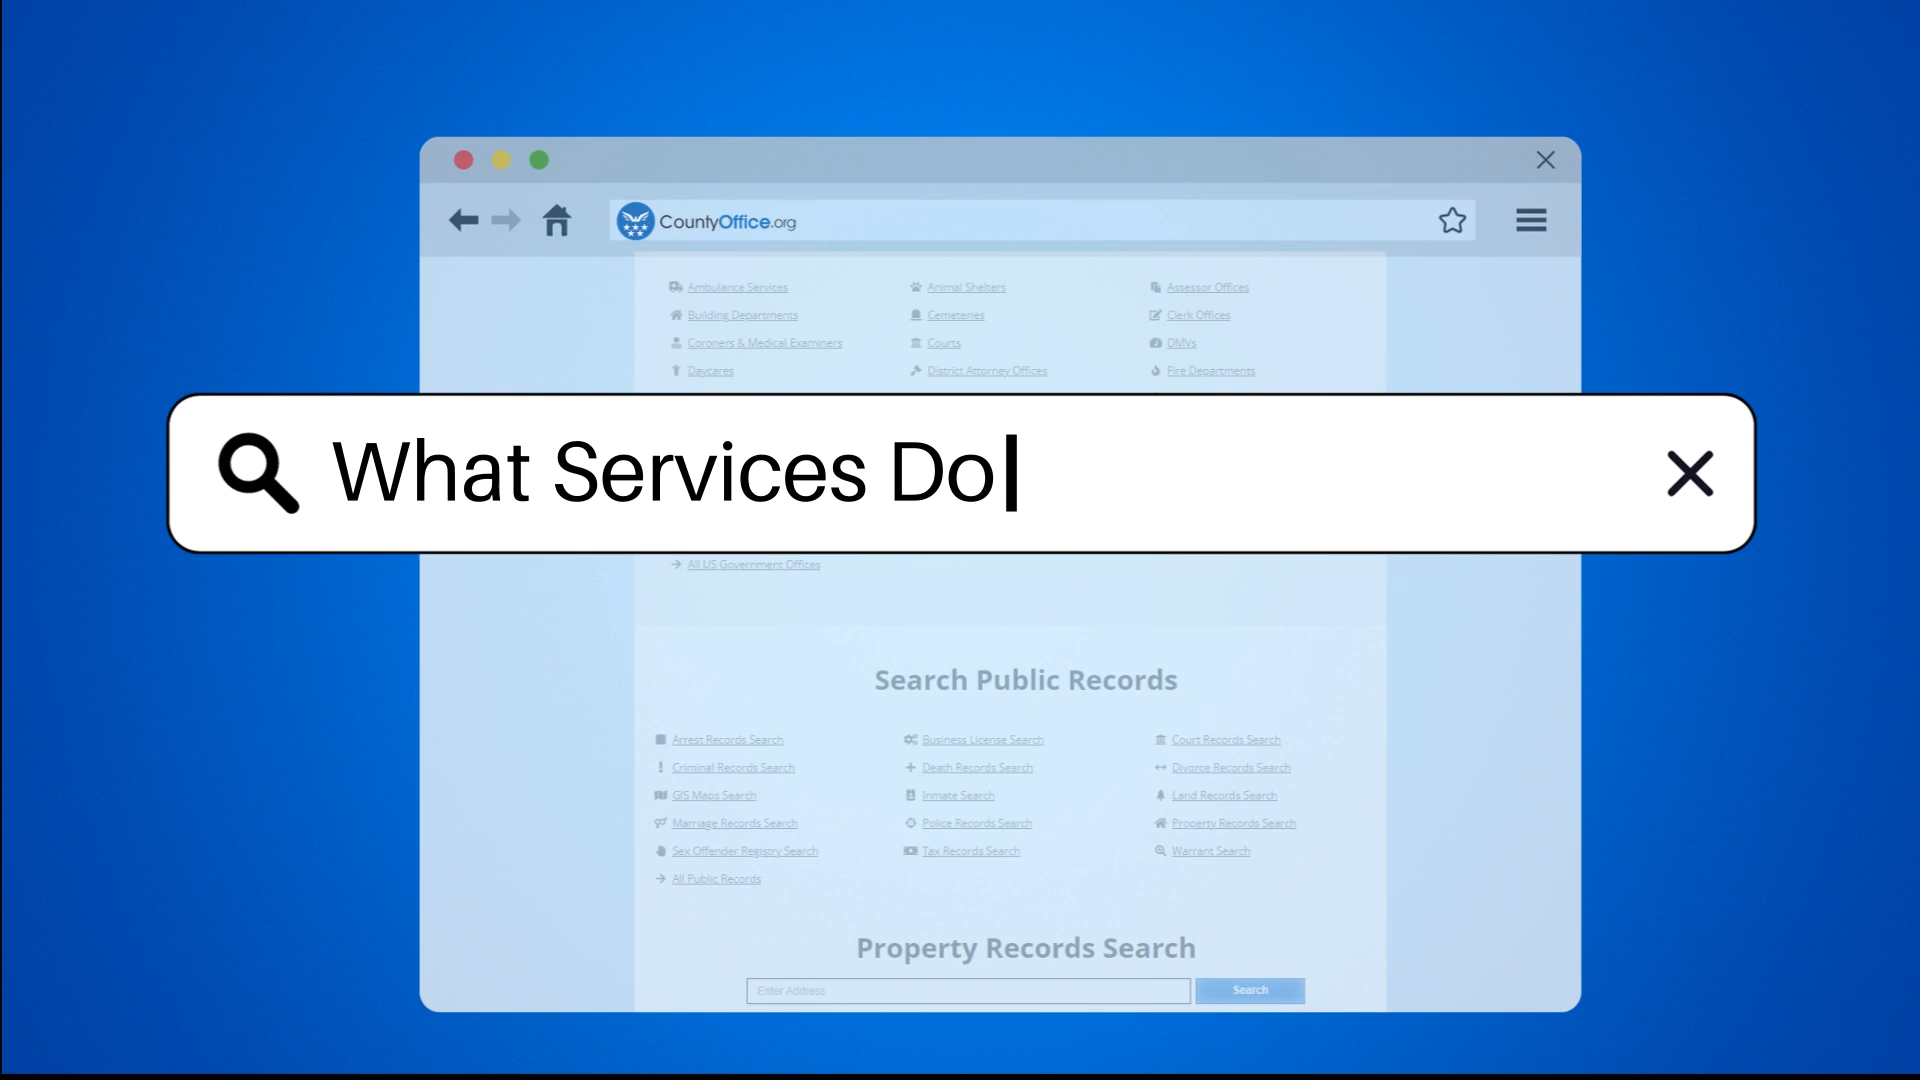 CountyOffice.org
Ambulance Services Animal Shelters Assessor Offices
Building Departments Cemeteries Clerk Offices
Coroners & Medical Examiners Courts DMVs
Daycares District Attorney Offices Fire Departments
What Services Do
All US Government Offices
Search Public Records
Arrest Records Search Business License Search Court Records Search
Criminal Records Search Death Records Search Divorce Records Search
GIS Maps Search Inmate Search Land Records Search
Marriage Records Search Police Records Search Property Records Search
Sex Offender Registry Search Tax Records Search Warrant Search
All Public Records
Property Records Search
Enter Address Search